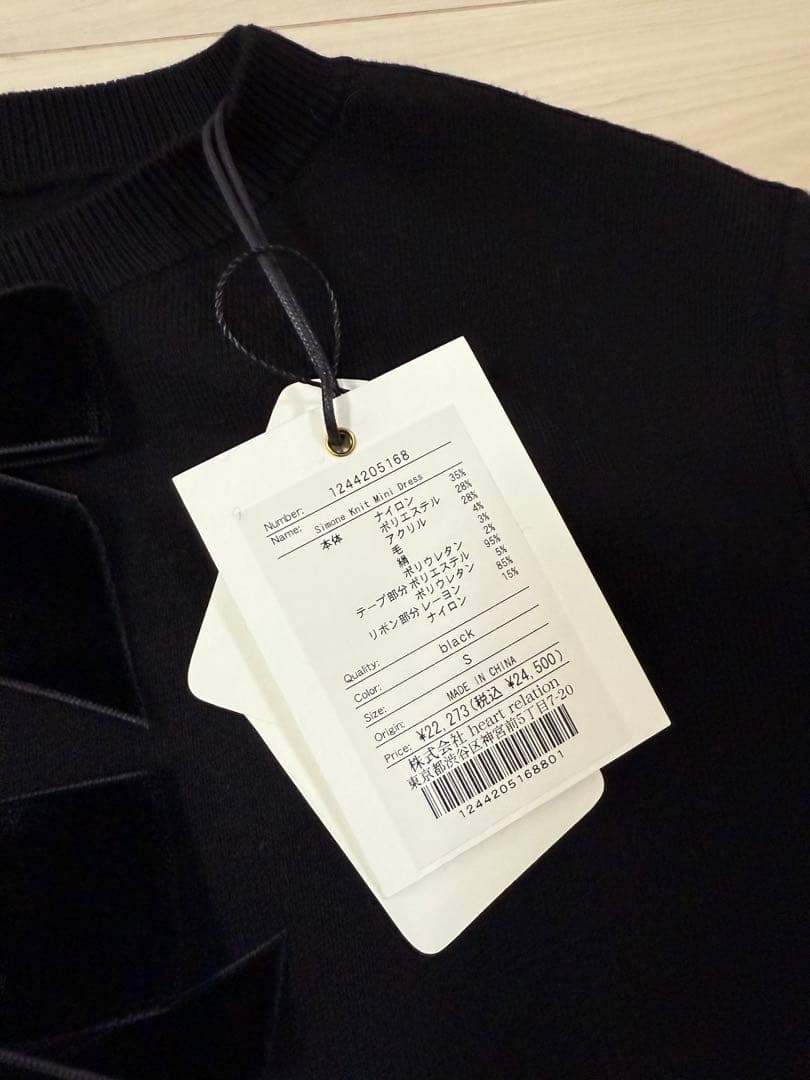 Number: 1244205168
Name: Simone Knit Mini Dress
本体 ナイロン 35%
ポリエステル 28%
アクリル 28%
毛 4%
絹 3%
ポリウレタン 2%
テープ部分 ポリエステル 95%
ポリウレタン 5%
リボン部分 レーヨン 85%
ナイロン 15%
Quality:
Color: black
Size: S
Origin: MADE IN CHINA
Price: ¥22,273(税込 ¥24,500)
株式会社 heart relation
東京都渋谷区神宮前5丁目7-20
1244205168801